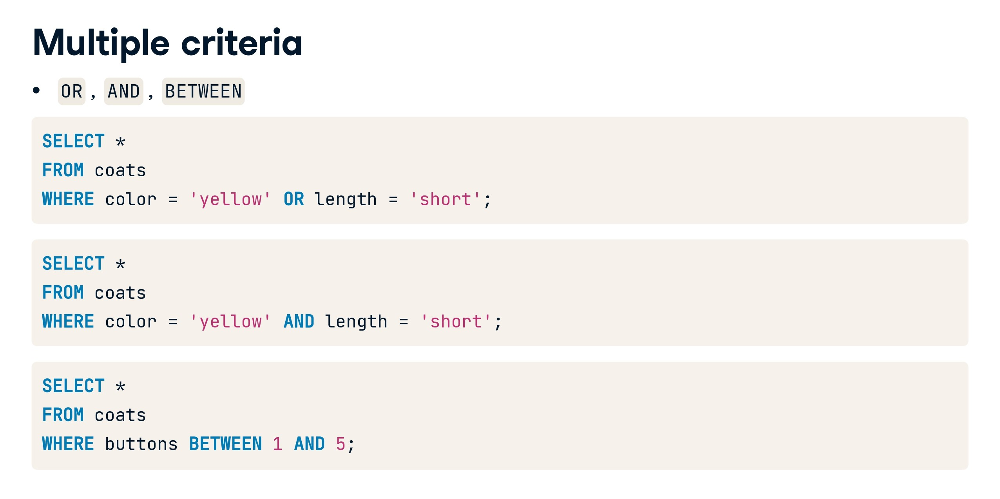 Multiple criteria
• OR , AND , BETWEEN
SELECT *
FROM coats
WHERE color = 'yellow' OR length = 'short';
SELECT *
FROM coats
WHERE color = 'yellow' AND length = 'short';
SELECT *
FROM coats
WHERE buttons BETWEEN 1 AND 5;